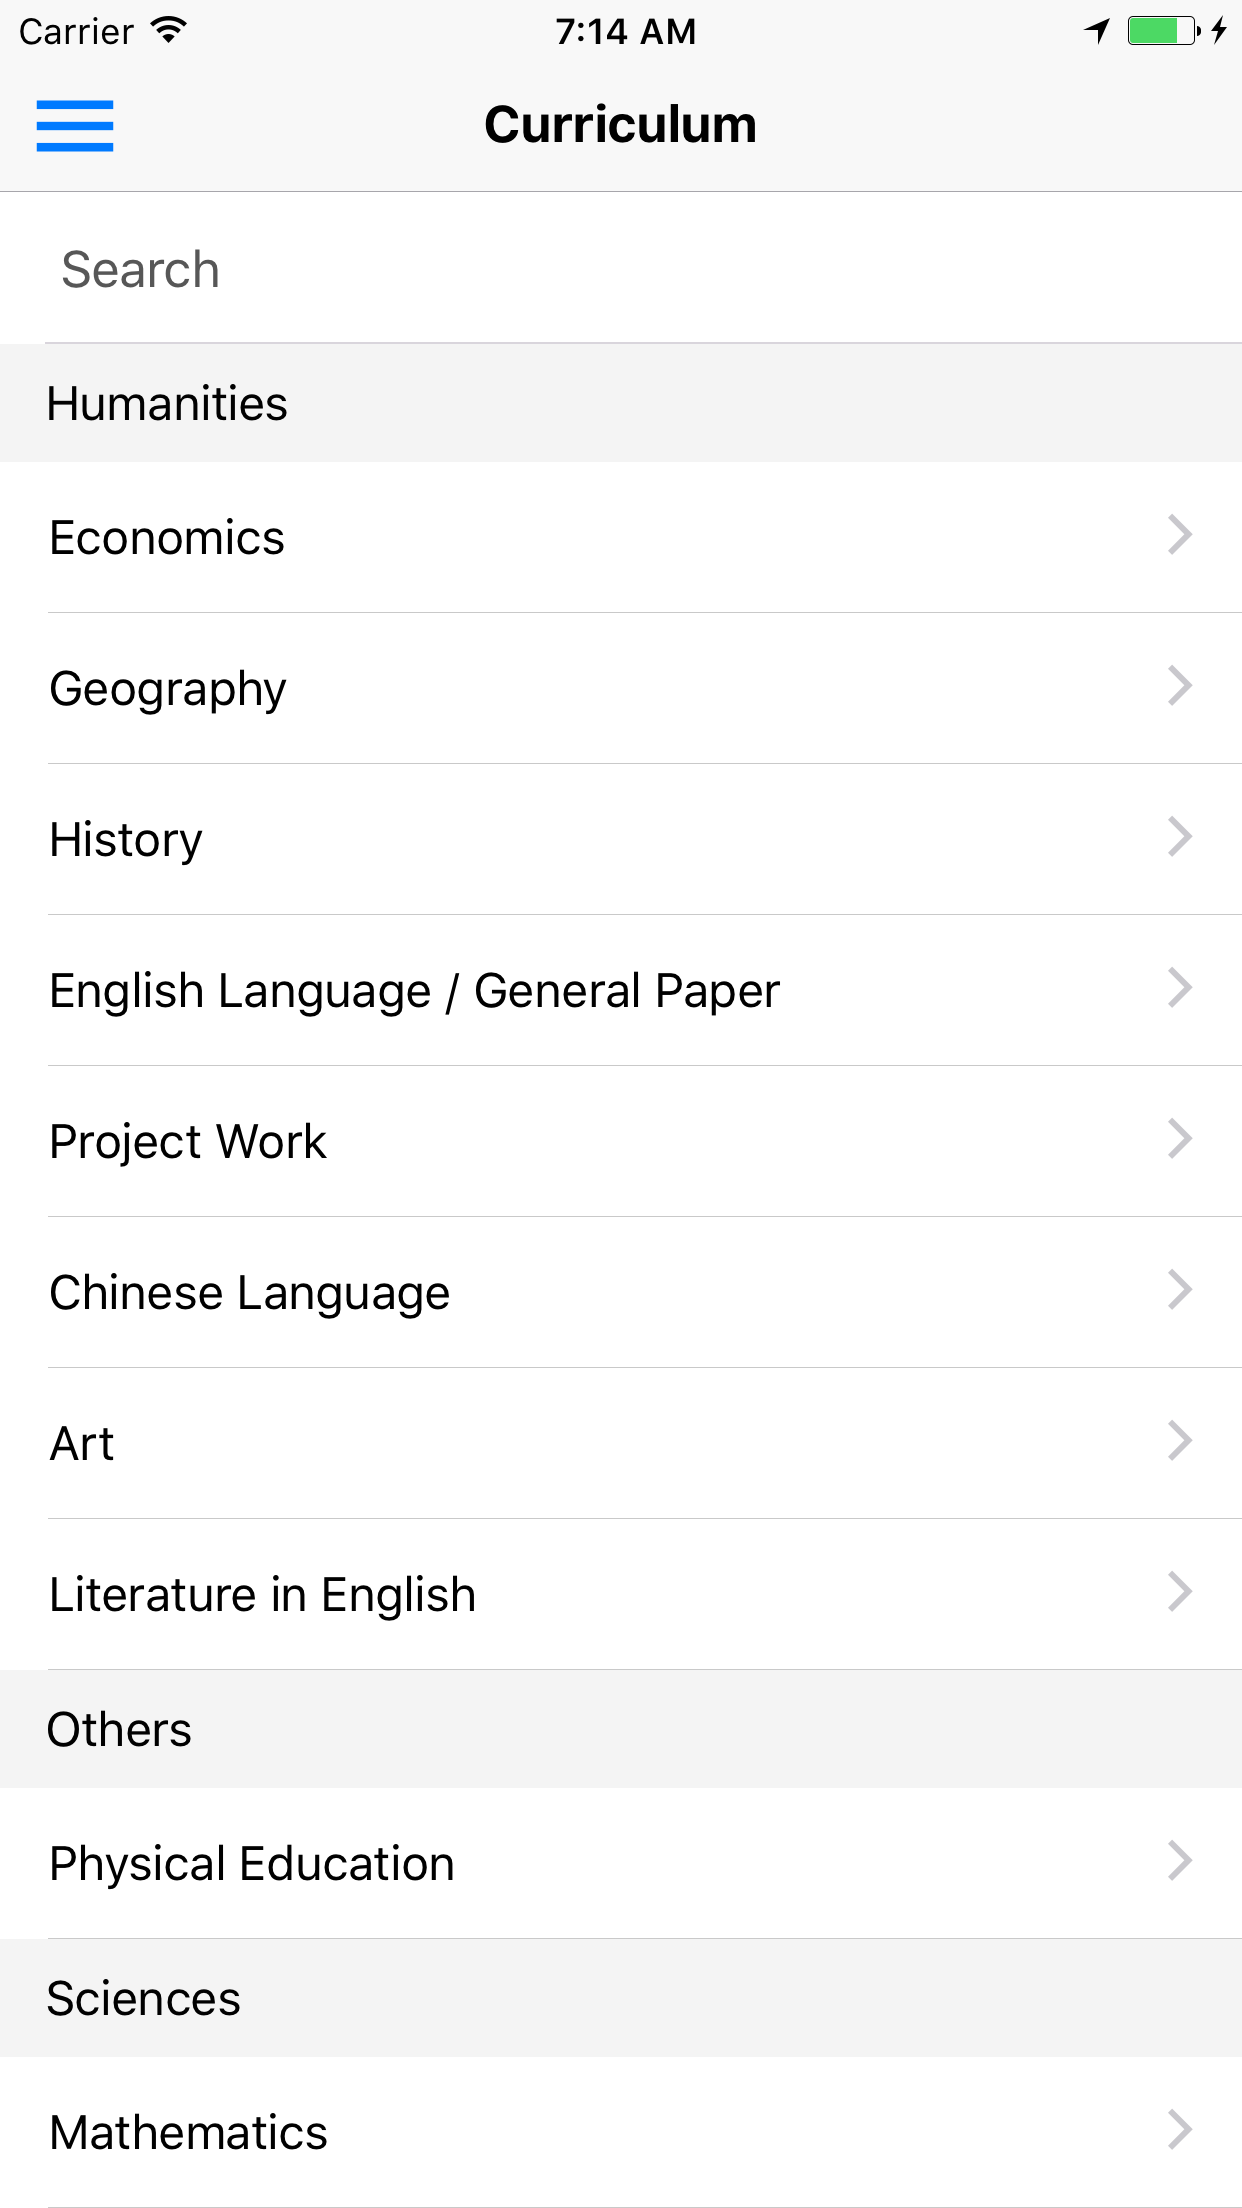 Carrier 7:14 AM
Curriculum
Search
Humanities
Economics
Geography
History
English Language / General Paper
Project Work
Chinese Language
Art
Literature in English
Others
Physical Education
Sciences
Mathematics